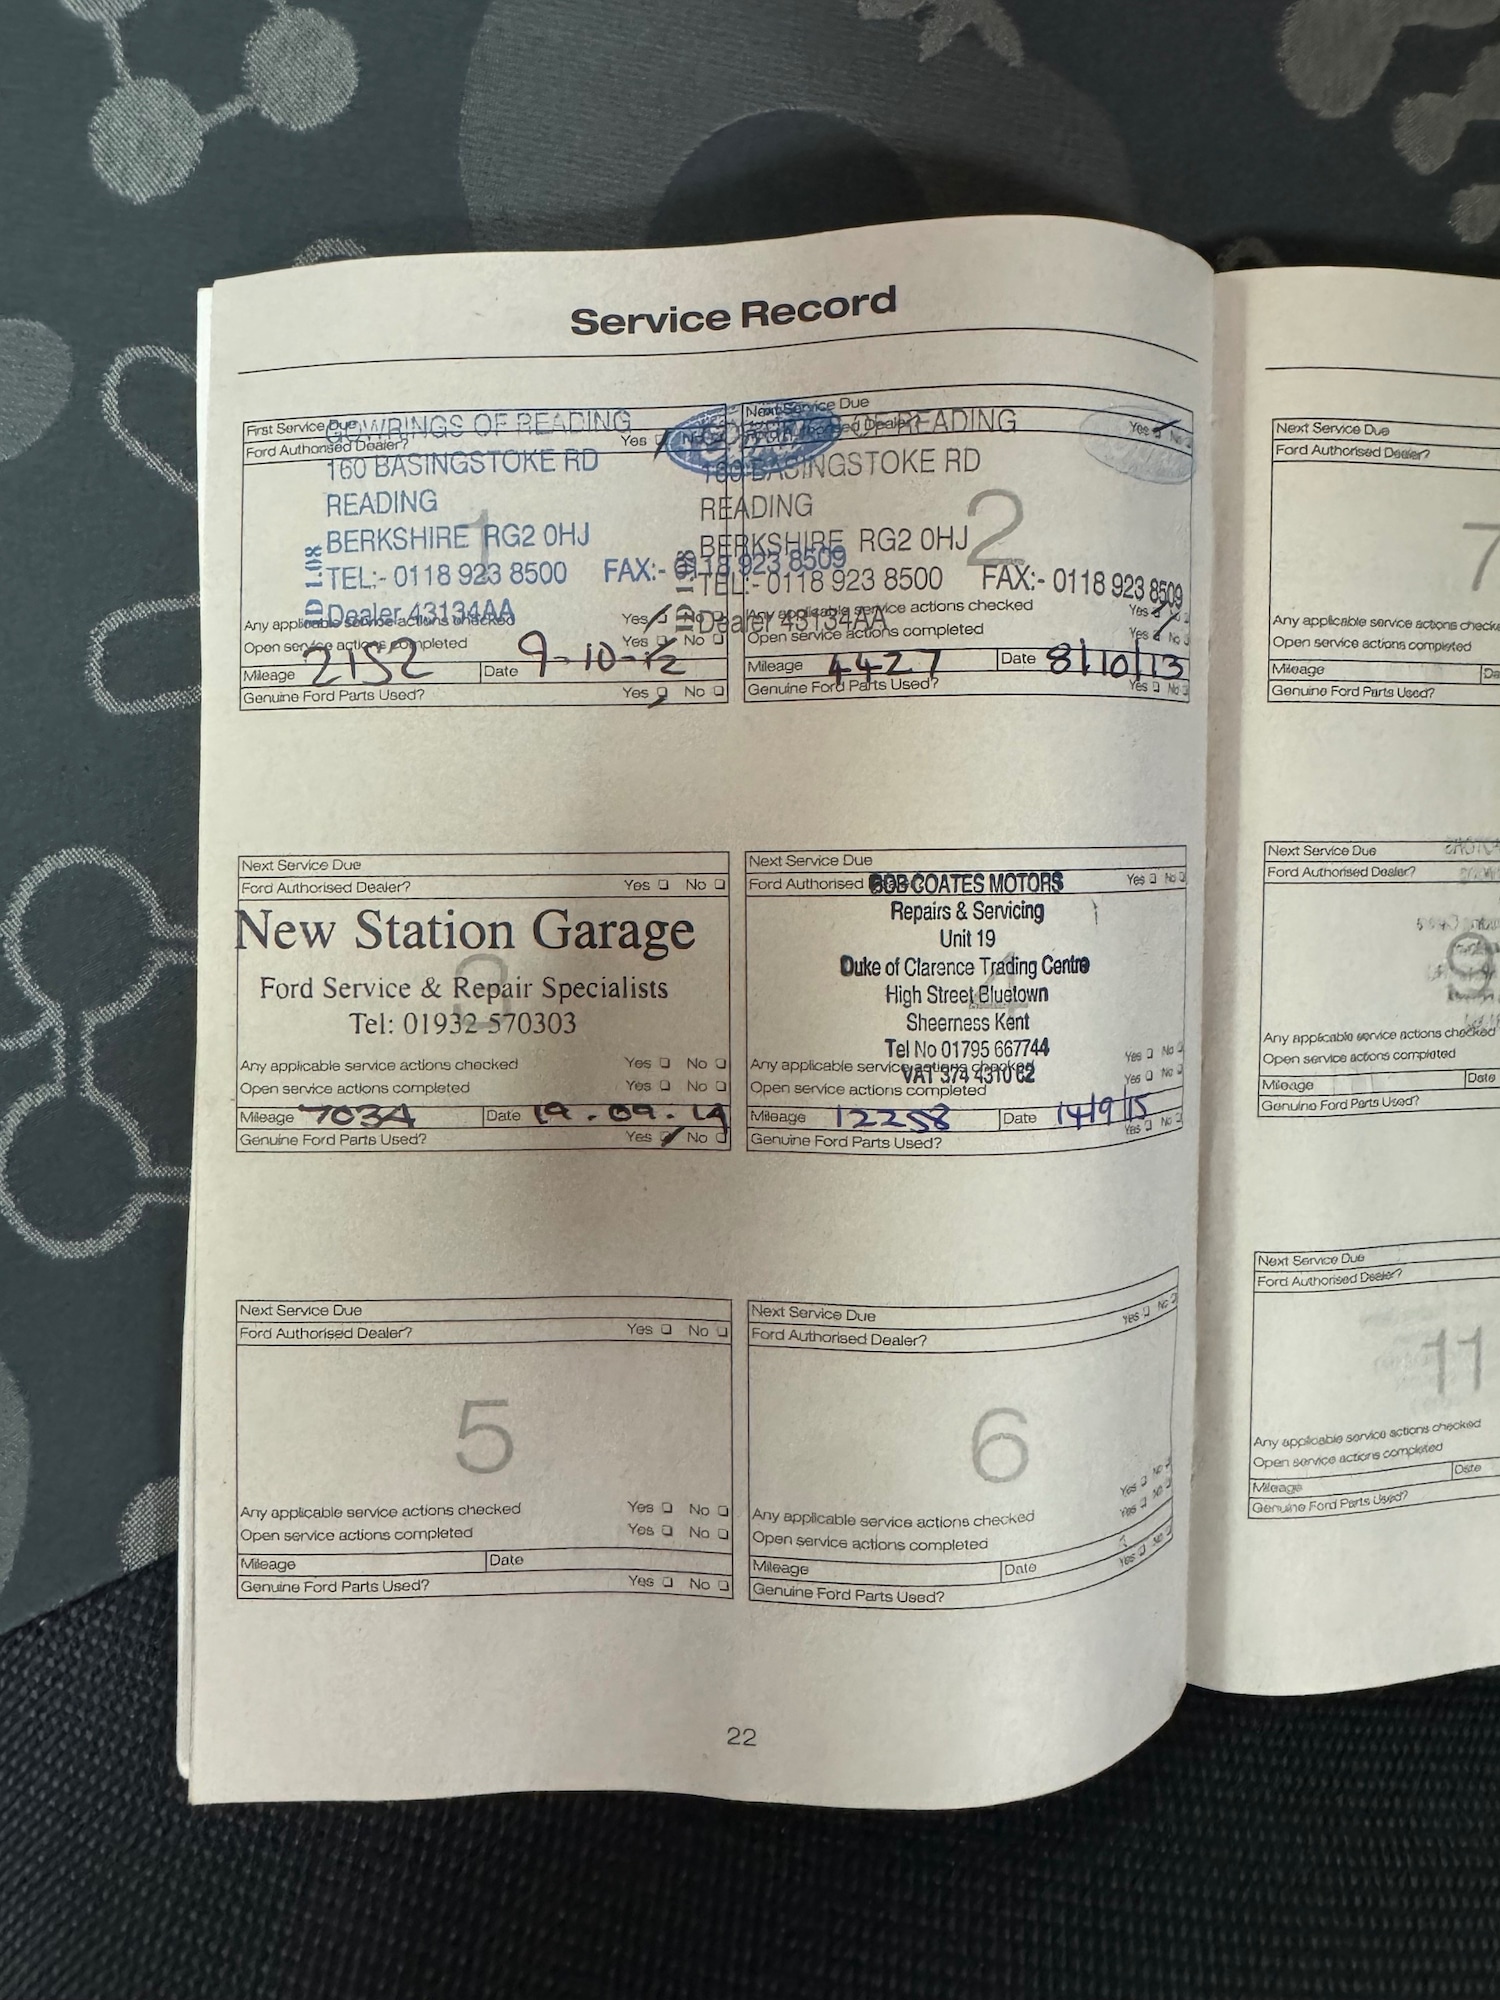 Service Record
First Service Due
Ford Authorised Dealer? Yes No
GOWRINGS OF READING
160 BASINGSTOKE RD
READING
BERKSHIRE RG2 0HJ
TEL:- 0118 923 8500 FAX:- 0118 923 8509
Dealer 43134AA
1
Any applicable service actions checked Yes No
Open service actions completed Yes No
Mileage 2152 Date 9-10-12
Genuine Ford Parts Used? Yes No
Next Service Due
Ford Authorised Dealer? Yes No
OF READING
160 BASINGSTOKE RD
READING
2
BERKSHIRE RG2 0HJ
TEL:- 0118 923 8500 FAX:- 0118 923 8509
Dealer 43134AA
Any applicable service actions checked Yes No
Open service actions completed Yes No
Mileage 4427 Date 8/10/13
Genuine Ford Parts Used? Yes No
Next Service Due
Ford Authorised Dealer? Yes No
New Station Garage
3
Ford Service & Repair Specialists
Tel: 01932 570303
Any applicable service actions checked Yes No
Open service actions completed Yes No
Mileage 7034 Date 19.09.14
Genuine Ford Parts Used? Yes No
Next Service Due
Ford Authorised Yes No
BOB COATES MOTORS
Repairs & Servicing
Unit 19
Duke of Clarence Trading Centre
4
High Street Bluetown
Sheerness Kent
Tel No 01795 667744
VAT 374 4310 62
Any applicable service actions checked Yes No
Open service actions completed Yes No
Mileage 12258 Date 14/9/15
Genuine Ford Parts Used? Yes No
Next Service Due
Ford Authorised Dealer? Yes No
5
Any applicable service actions checked Yes No
Open service actions completed Yes No
Mileage Date
Genuine Ford Parts Used? Yes No
Next Service Due
Ford Authorised Dealer? Yes No
6
Any applicable service actions checked Yes No
Open service actions completed Yes No
Mileage Date
Genuine Ford Parts Used? Yes No
22
Next Service Due
Ford Authorised Dealer?
7
Any applicable service actions
Open service actions completed
Mileage
Genuine Ford Parts Used?
Next Service Due
Ford Authorised Dealer?
9
Any applicable service actions checked
Open service actions completed
Mileage Date
Genuine Ford Parts Used?
Next Service Due
Ford Authorised Dealer?
11
Any applicable service actions checked
Open service actions completed
Mileage Date
Genuine Ford Parts Used?